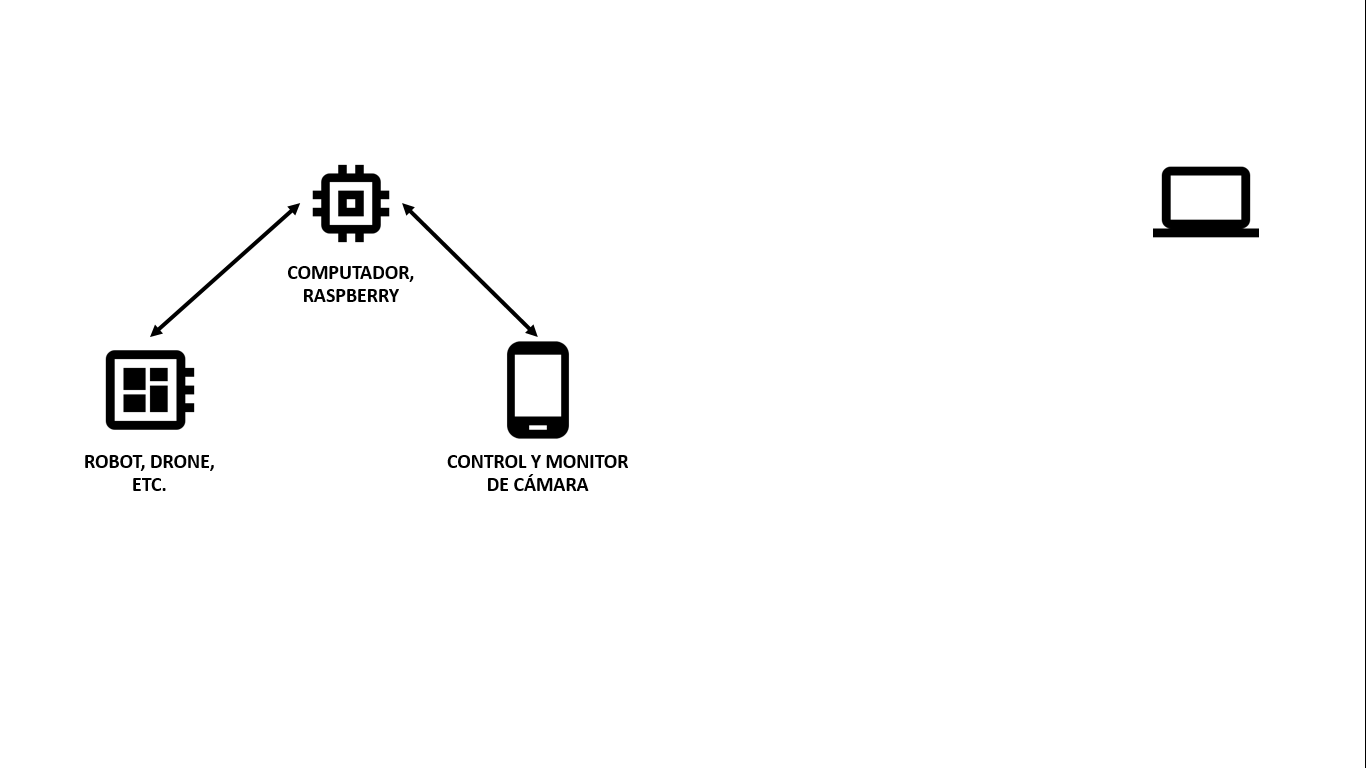 COMPUTADOR,
RASPBERRY
ROBOT, DRONE,
ETC.
CONTROL Y MONITOR
DE CÁMARA